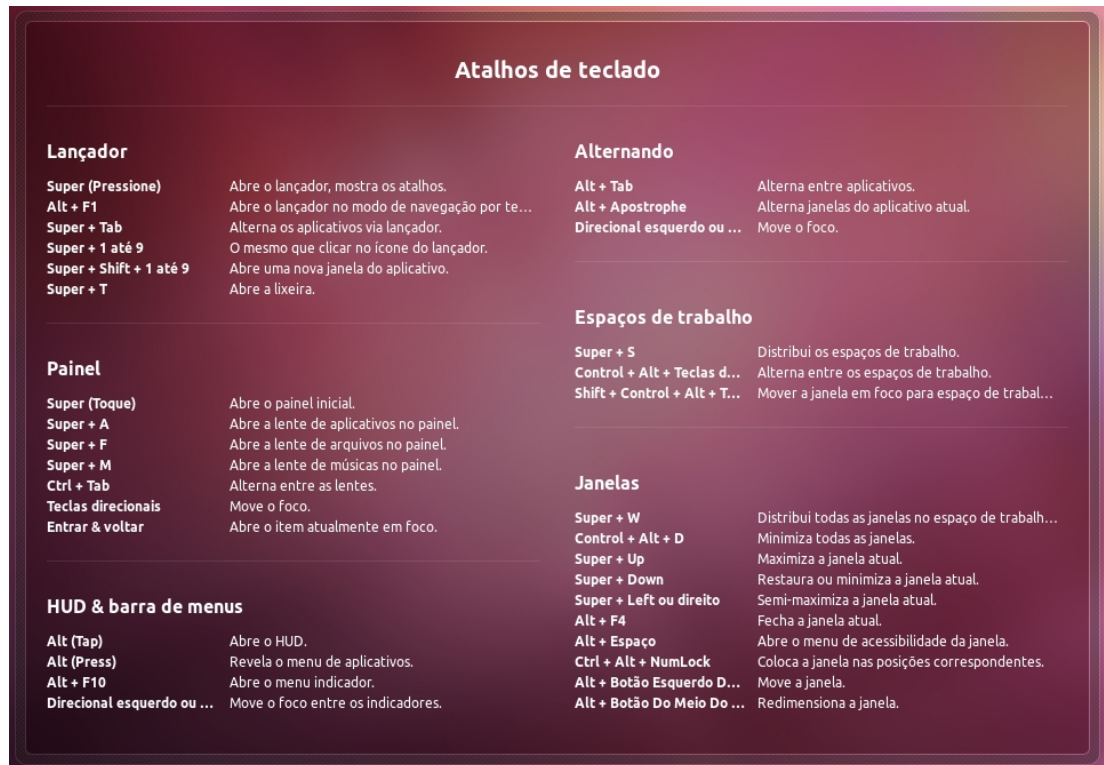 Atalhos de teclado
Lançador
Super (Pressione) Abre o lançador, mostra os atalhos.
Alt + F1 Abre o lançador no modo de navegação por te...
Super + Tab Alterna os aplicativos via lançador.
Super + 1 até 9 O mesmo que clicar no ícone do lançador.
Super + Shift + 1 até 9 Abre uma nova janela do aplicativo.
Super + T Abre a lixeira.
Painel
Super (Toque) Abre o painel inicial.
Super + A Abre a lente de aplicativos no painel.
Super + F Abre a lente de arquivos no painel.
Super + M Abre a lente de músicas no painel.
Ctrl + Tab Alterna entre as lentes.
Teclas direcionais Move o foco.
Entrar & voltar Abre o item atualmente em foco.
HUD & barra de menus
Alt (Tap) Abre o HUD.
Alt (Press) Revela o menu de aplicativos.
Alt + F10 Abre o menu indicador.
Direcional esquerdo ou ... Move o foco entre os indicadores.
Alternando
Alt + Tab Alterna entre aplicativos.
Alt + Apostrophe Alterna janelas do aplicativo atual.
Direcional esquerdo ou ... Move o foco.
Espaços de trabalho
Super + S Distribui os espaços de trabalho.
Control + Alt + Teclas d... Alterna entre os espaços de trabalho.
Shift + Control + Alt + T... Mover a janela em foco para espaço de trabal...
Janelas
Super + W Distribui todas as janelas no espaço de trabalh...
Control + Alt + D Minimiza todas as janelas.
Super + Up Maximiza a janela atual.
Super + Down Restaura ou minimiza a janela atual.
Super + Left ou direito Semi-maximiza a janela atual.
Alt + F4 Fecha a janela atual.
Alt + Espaço Abre o menu de acessibilidade da janela.
Ctrl + Alt + NumLock Coloca a janela nas posições correspondentes.
Alt + Botão Esquerdo D... Move a janela.
Alt + Botão Do Meio Do ... Redimensiona a janela.